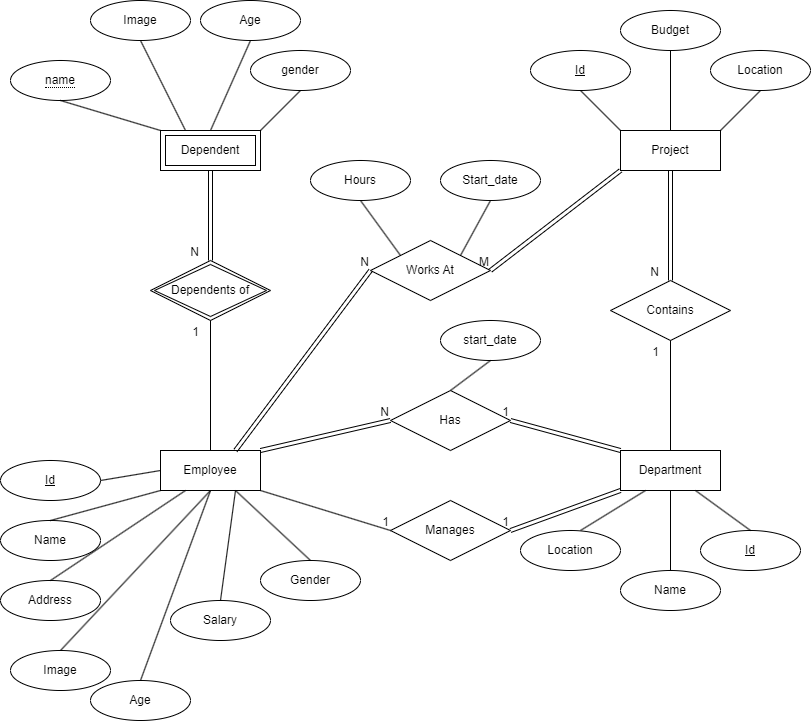 Image
Age
Budget
name
gender
Id
Location
Dependent
Project
Hours
Start_date
N
N
Works At
M
N
Dependents of
Contains
1
start_date
1
N
Has
1
Employee
Department
Id
1
Manages
1
Name
Location
Id
Address
Gender
Name
Salary
Image
Age